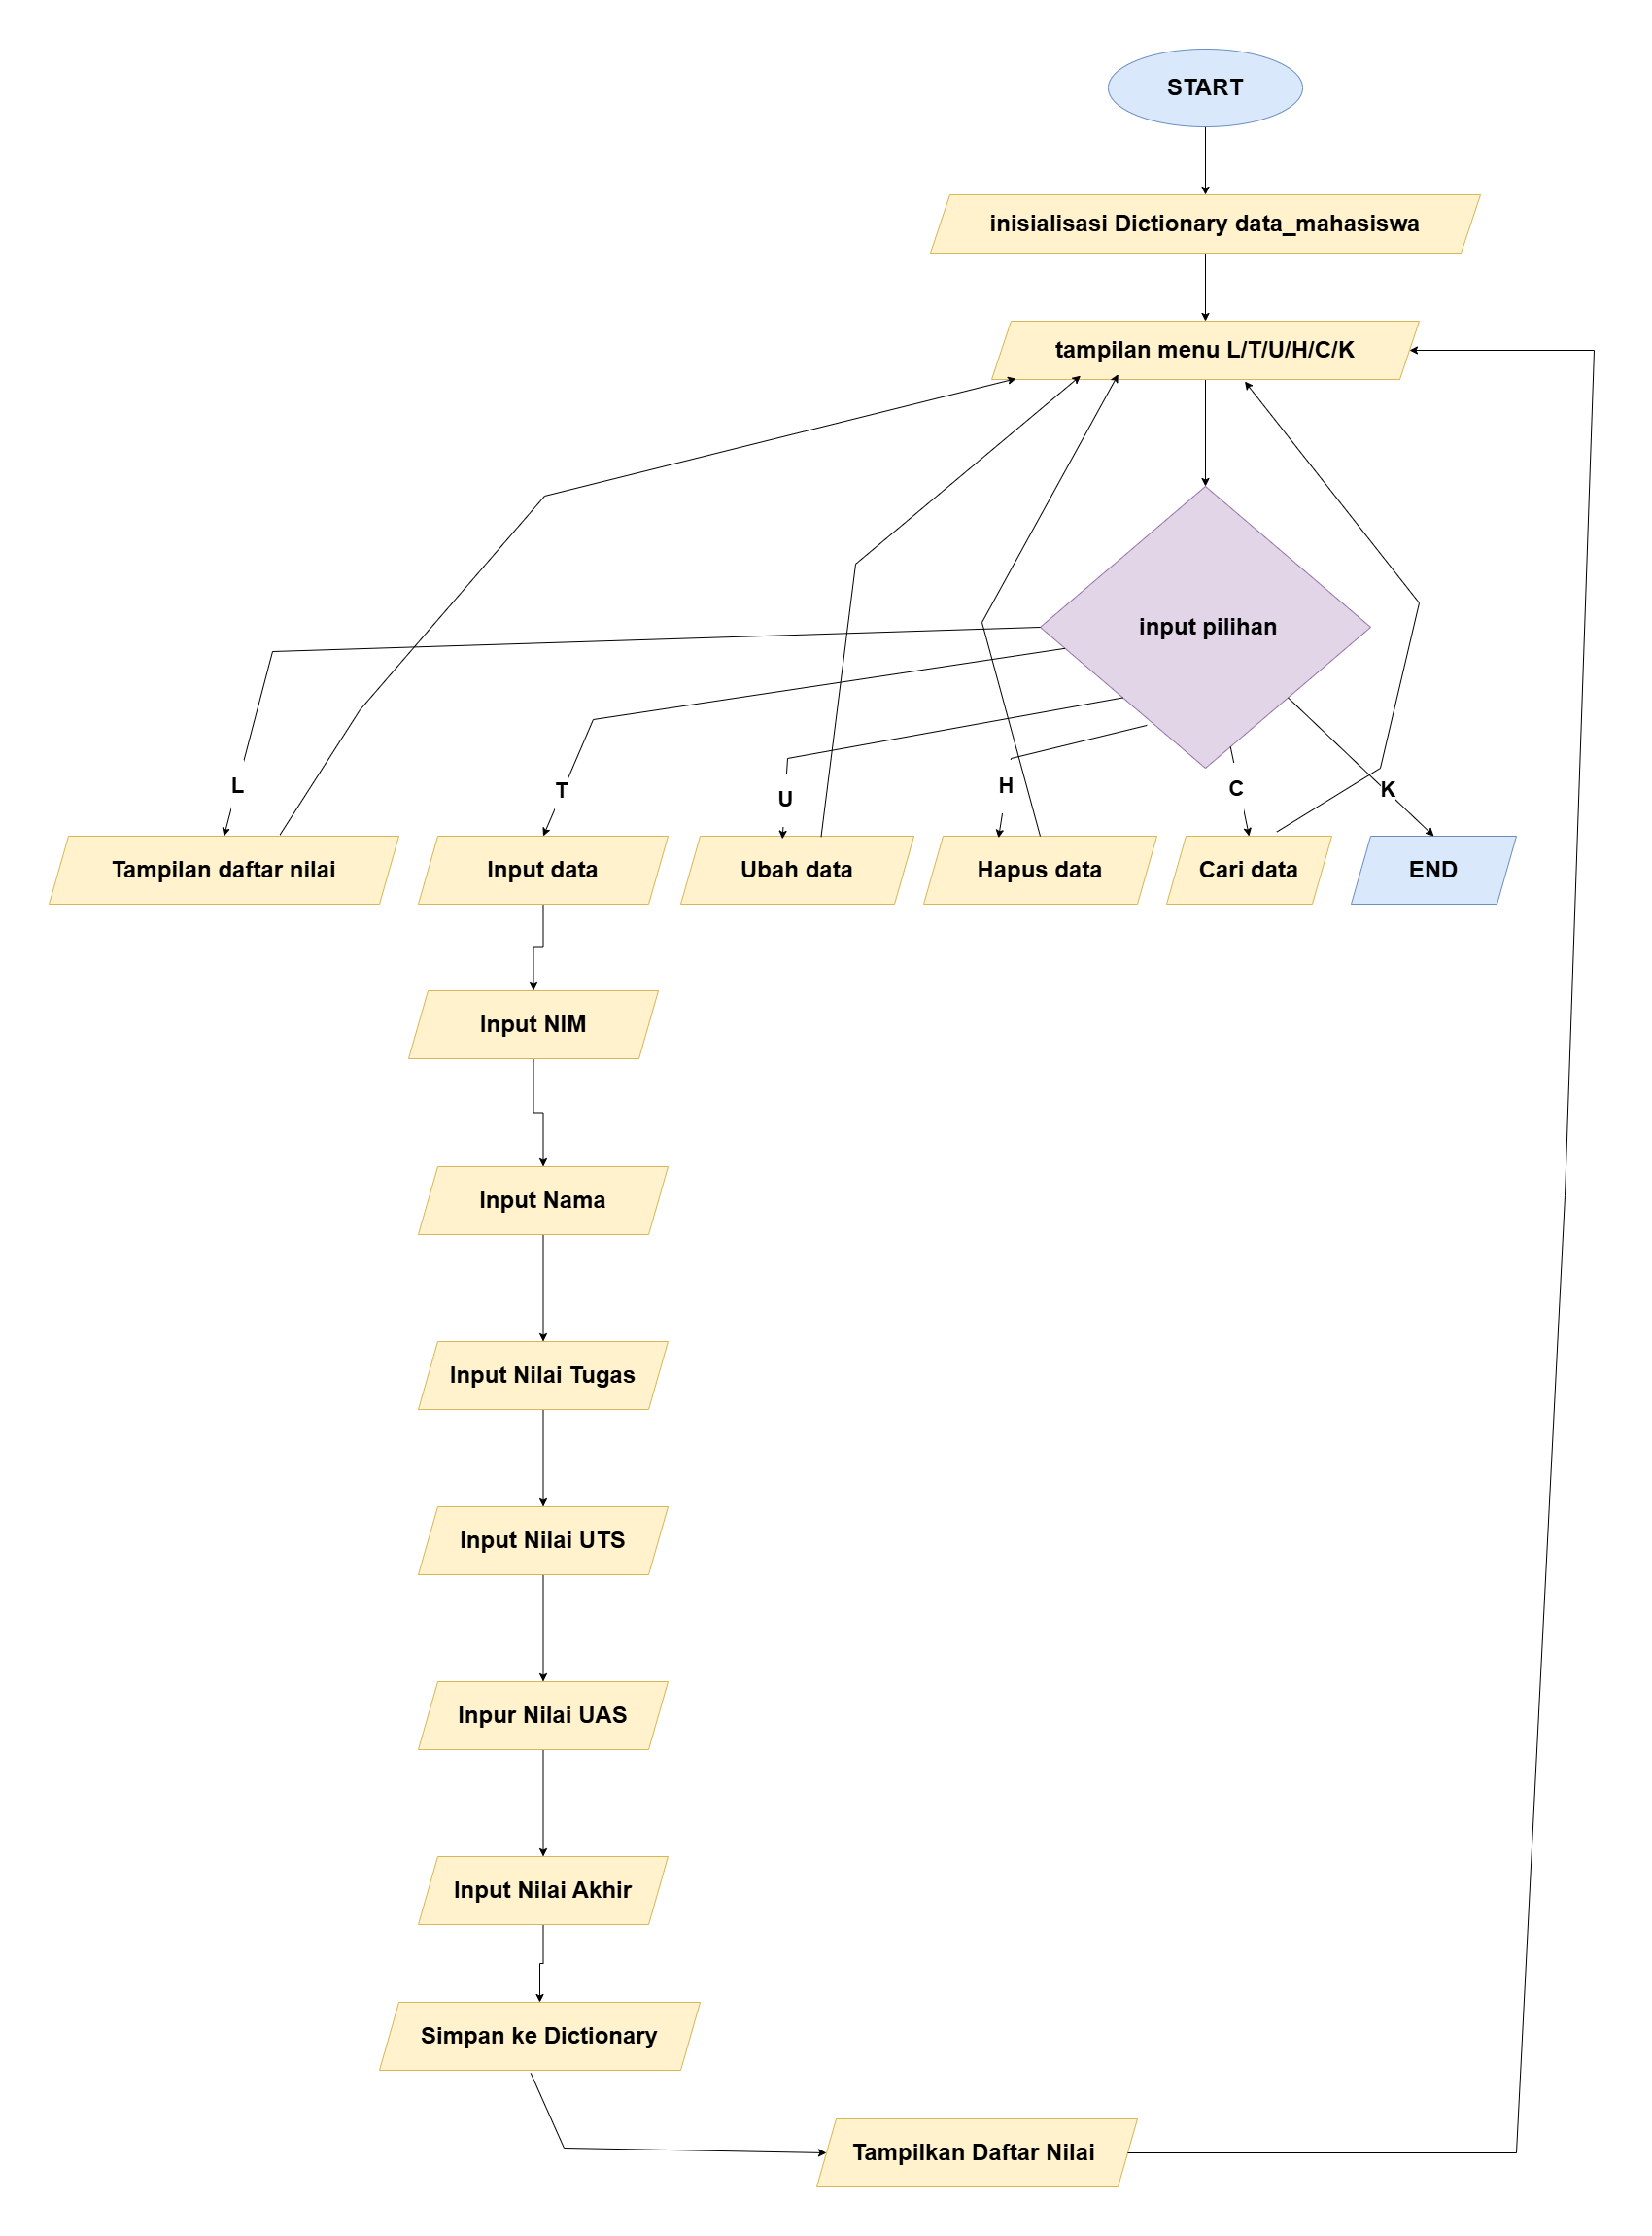 START
inisialisasi Dictionary data_mahasiswa
tampilan menu L/T/U/H/C/K
input pilihan
L
T
U
H
C
K
Tampilan daftar nilai
Input data
Ubah data
Hapus data
Cari data
END
Input NIM
Input Nama
Input Nilai Tugas
Input Nilai UTS
Inpur Nilai UAS
Input Nilai Akhir
Simpan ke Dictionary
Tampilkan Daftar Nilai